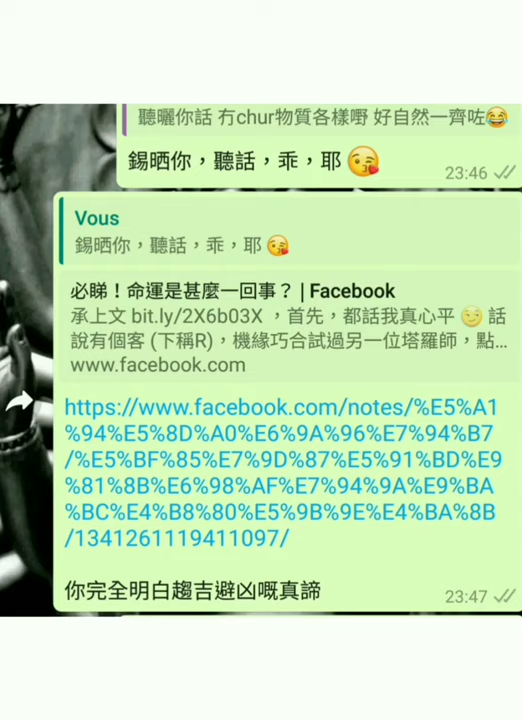 聽曬你話 冇chur物質各樣嘢 好自然一齊咗😂
錫晒你，聽話，乖，耶 😘
23:46
Vous
錫晒你，聽話，乖，耶 😘
必睇！命運是甚麼一回事？ | Facebook
承上文 bit.ly/2X6b03X ，首先，都話我真心平 😏 話
說有個客 (下稱R)，機緣巧合試過另一位塔羅師，點...
www.facebook.com
https://www.facebook.com/notes/%E5%A1
%94%E5%8D%A0%E6%9A%96%E7%94%B7
/%E5%BF%85%E7%9D%87%E5%91%BD%E9
%81%8B%E6%98%AF%E7%94%9A%E9%BA
%BC%E4%B8%80%E5%9B%9E%E4%BA%8B
/1341261119411097/
你完全明白趨吉避凶嘅真諦
23:47